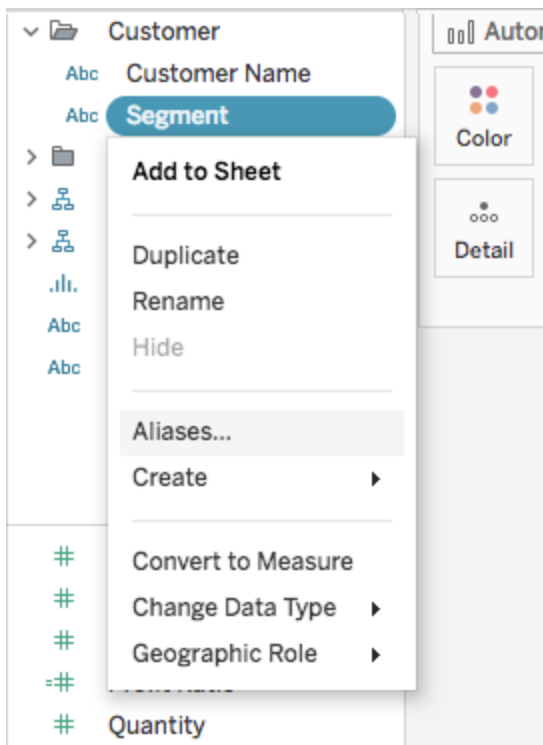 Customer
Abc Customer Name
Abc Segment
Add to Sheet
Duplicate
Rename
Hide
Abc
Abc
Aliases...
Create
Convert to Measure
Change Data Type
Geographic Role
Quantity
Color
Detail